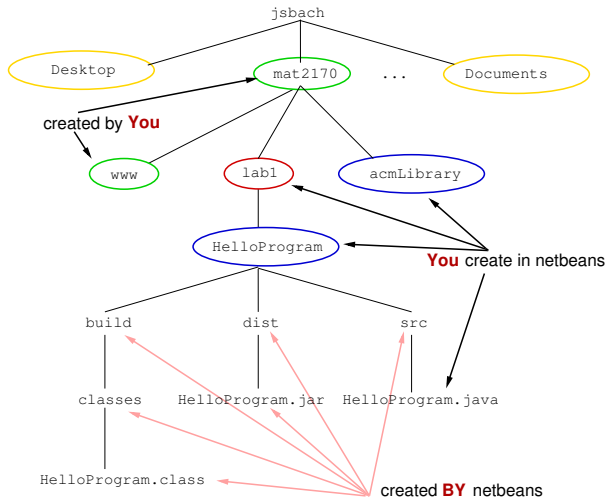 jsbach
Desktop
mat2170
...
Documents
created by You
www
lab1
acmLibrary
HelloProgram
You create in netbeans
build
dist
src
classes
HelloProgram.jar
HelloProgram.java
HelloProgram.class
created BY netbeans